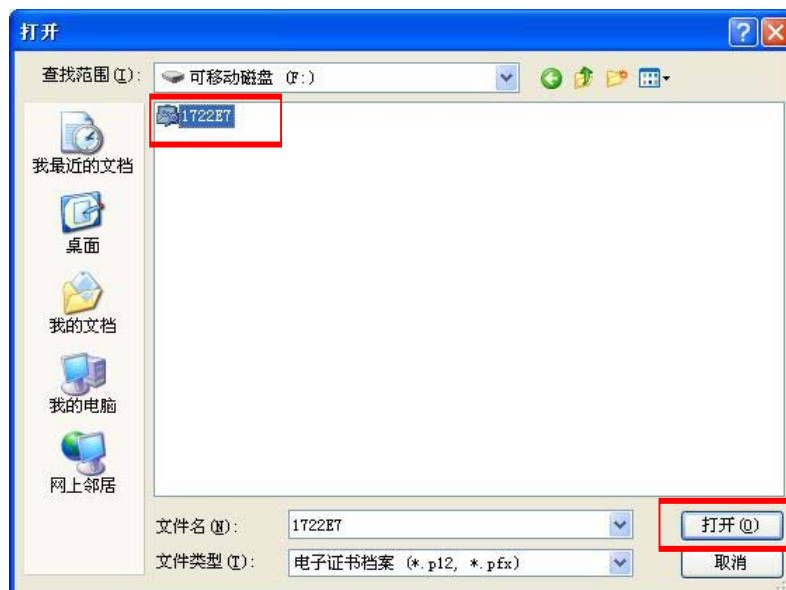 打开
查找范围(I):
可移动磁盘 (F:)
1722E7
我最近的文档
桌面
我的文档
我的电脑
网上邻居
文件名(N):
1722E7
打开(O)
文件类型(T):
电子证书档案 (*.p12, *.pfx)
取消